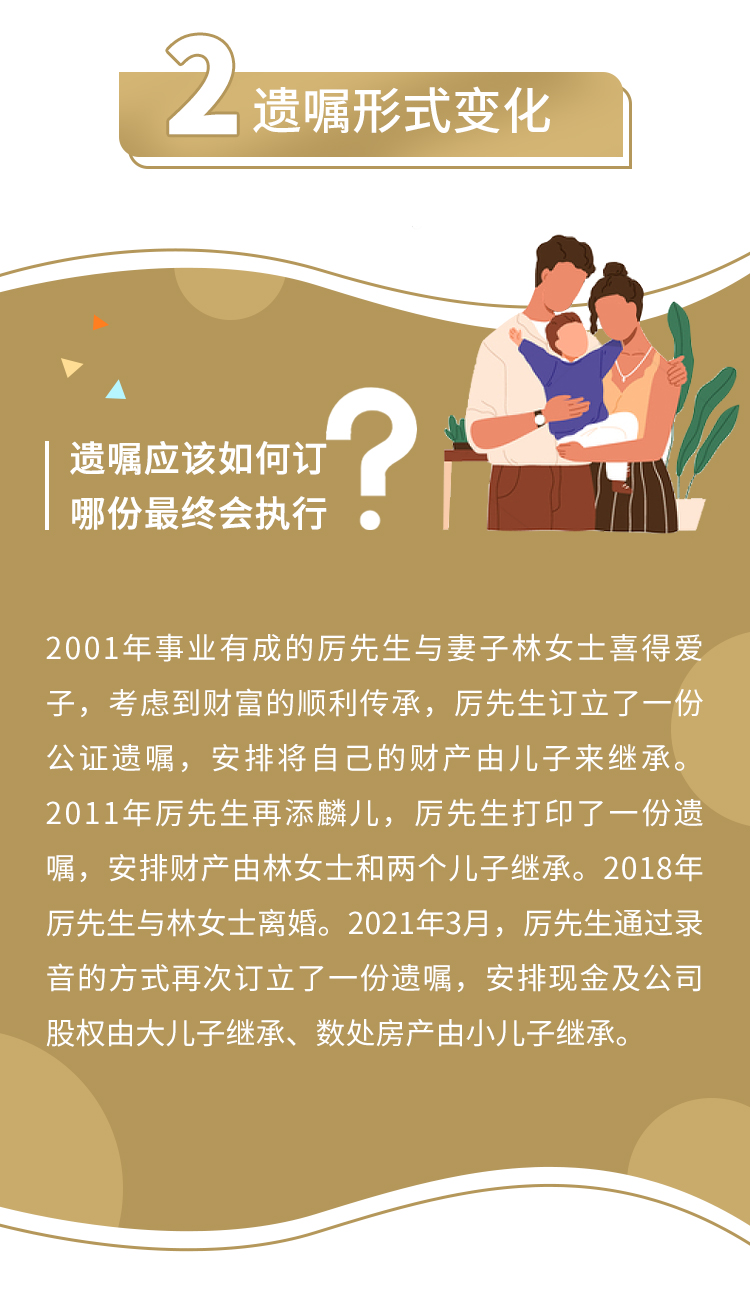 2 遗嘱形式变化
遗嘱应该如何订
哪份最终会执行
?
2001年事业有成的厉先生与妻子林女士喜得爱
子，考虑到财富的顺利传承，厉先生订立了一份
公证遗嘱，安排将自己的财产由儿子来继承。
2011年厉先生再添麟儿，厉先生打印了一份遗
嘱，安排财产由林女士和两个儿子继承。2018年
厉先生与林女士离婚。2021年3月，厉先生通过录
音的方式再次订立了一份遗嘱，安排现金及公司
股权由大儿子继承、数处房产由小儿子继承。